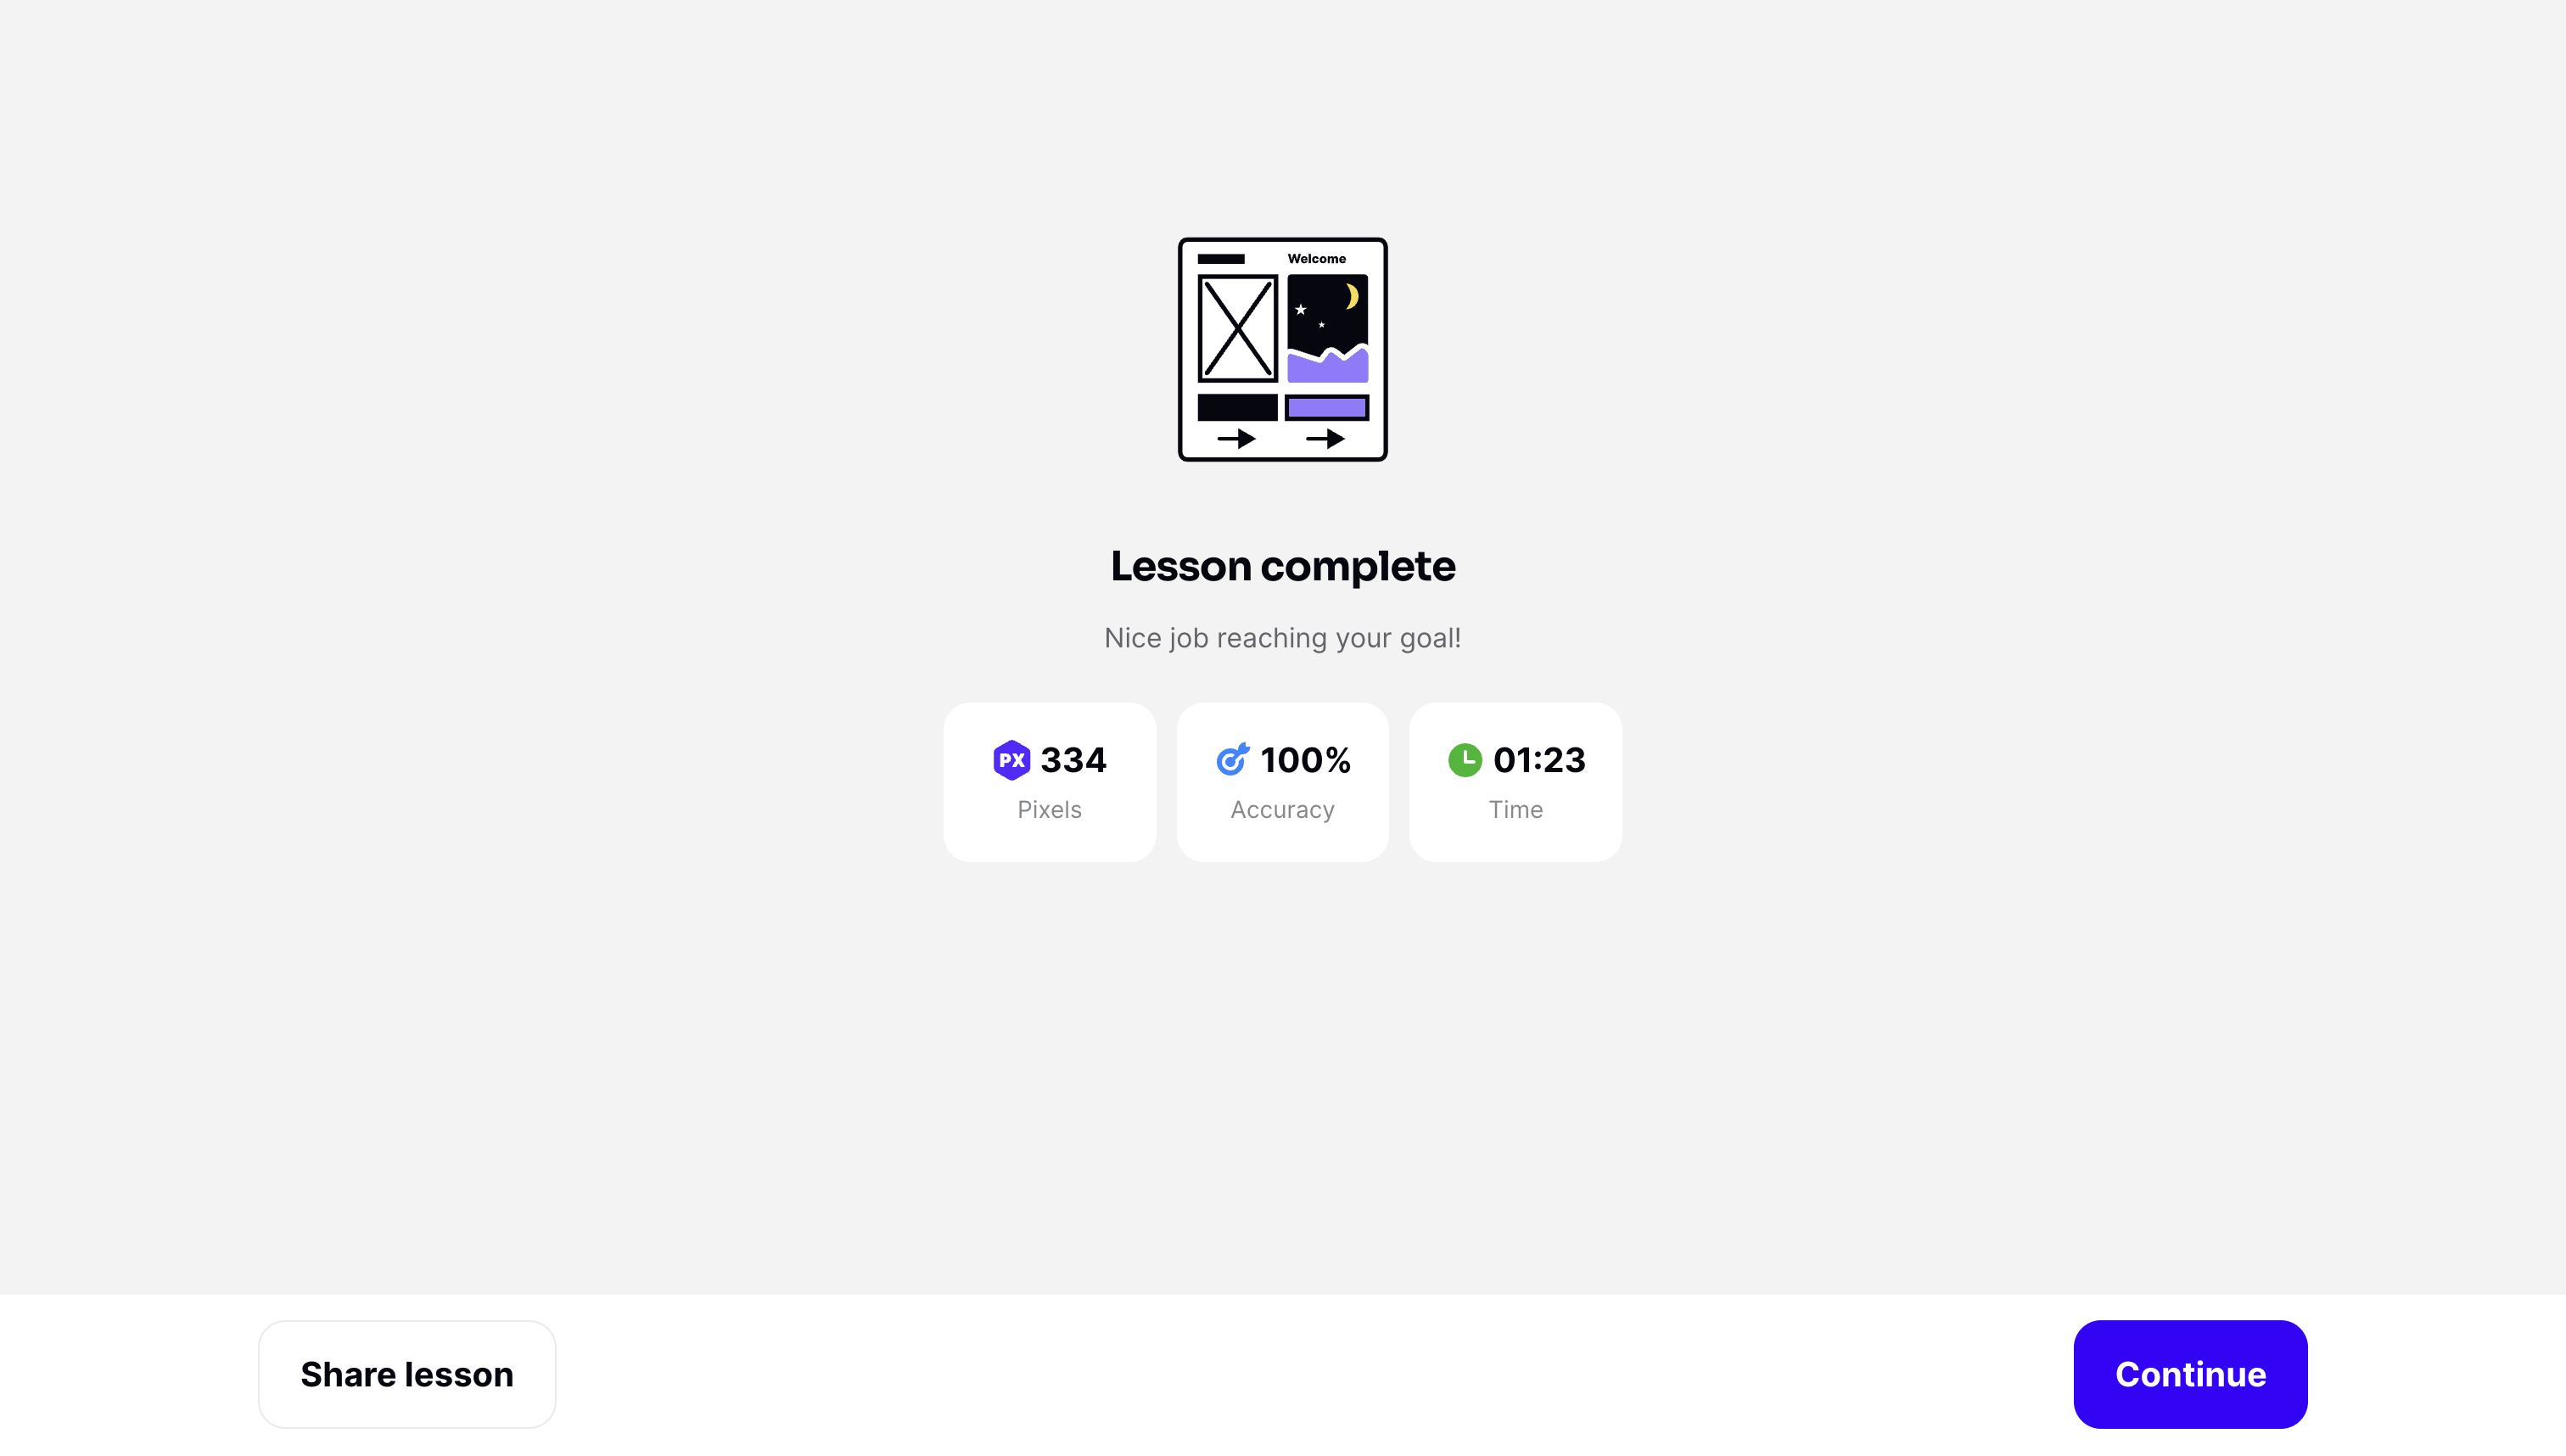 Welcome
Lesson complete
Nice job reaching your goal!
PX 334
Pixels
100%
Accuracy
01:23
Time
Share lesson
Continue